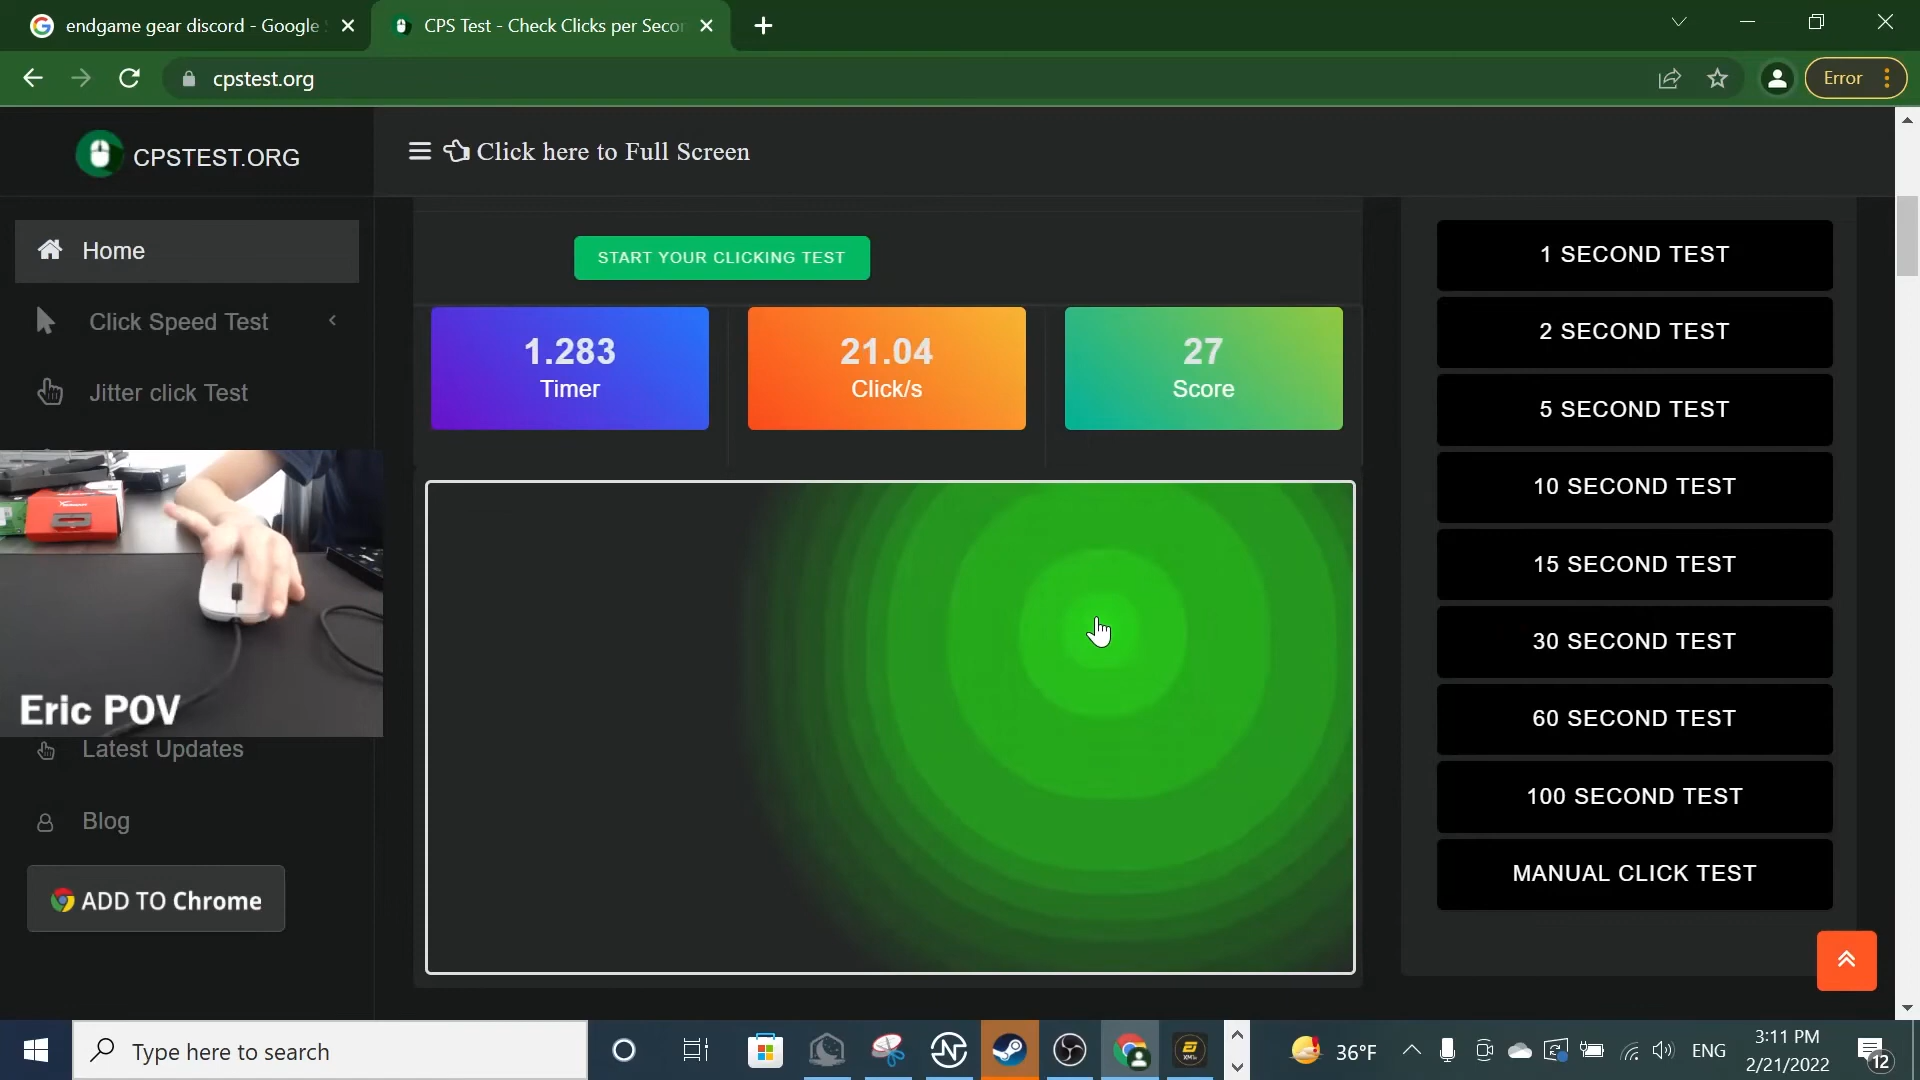 endgame gear discord - Google
CPS Test - Check Clicks per Seco
cpstest.org
Error
CPSTEST.ORG
Click here to Full Screen
Home
Click Speed Test
Jitter click Test
Eric POV
Latest Updates
Blog
ADD TO Chrome
START YOUR CLICKING TEST
1.283
Timer
21.04
Click/s
27
Score
1 SECOND TEST
2 SECOND TEST
5 SECOND TEST
10 SECOND TEST
15 SECOND TEST
30 SECOND TEST
60 SECOND TEST
100 SECOND TEST
MANUAL CLICK TEST
Type here to search
36°F
ENG
3:11 PM
2/21/2022
12